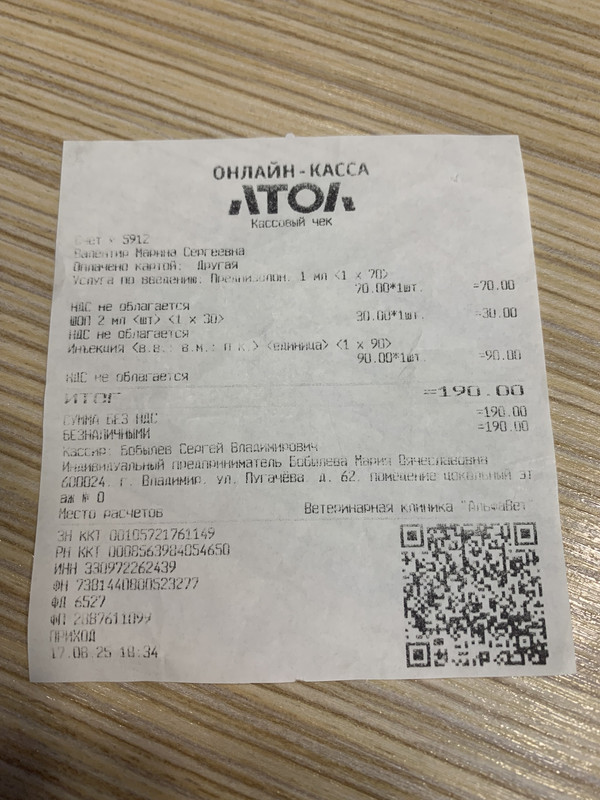 ОНЛАЙН-КАССА
АТОЛ
Кассовый чек
Счет 5912
Валентир Марина Сергеевна
Оплачено картой: Другая
Услуга по введению: Преднизолон. 1 мл <1 x 70>
70.00*1шт. =70.00
НДС не облагается
ШОП 2 мл <шт> <1 x 30> 30.00*1шт. =30.00
НДС не облагается
Инъекция <в.в.: в.м.: п.к.> <единица> <1 x 90>
90.00*1шт. =90.00
НДС не облагается
ИТОГ =190.00
СУММА БЕЗ НДС =190.00
БЕЗНАЛИЧНЫМИ =190.00
Кассир: Бобылев Сергей Владимирович
Индивидуальный предприниматель Бобылева Мария Вячеславовна
600024. г. Владимир. ул. Пугачёва. д. 62. помещение цокольный эт
аж № 0
Место расчетов Ветеринарная клиника "АльфаВет"
ЗН ККТ 00105721761149
РН ККТ 0008563984054650
ИНН 330972262439
ФН 7381440800523277
ФД 6527
ФП 2087611099
ПРИХОД
17.08.25 18:34